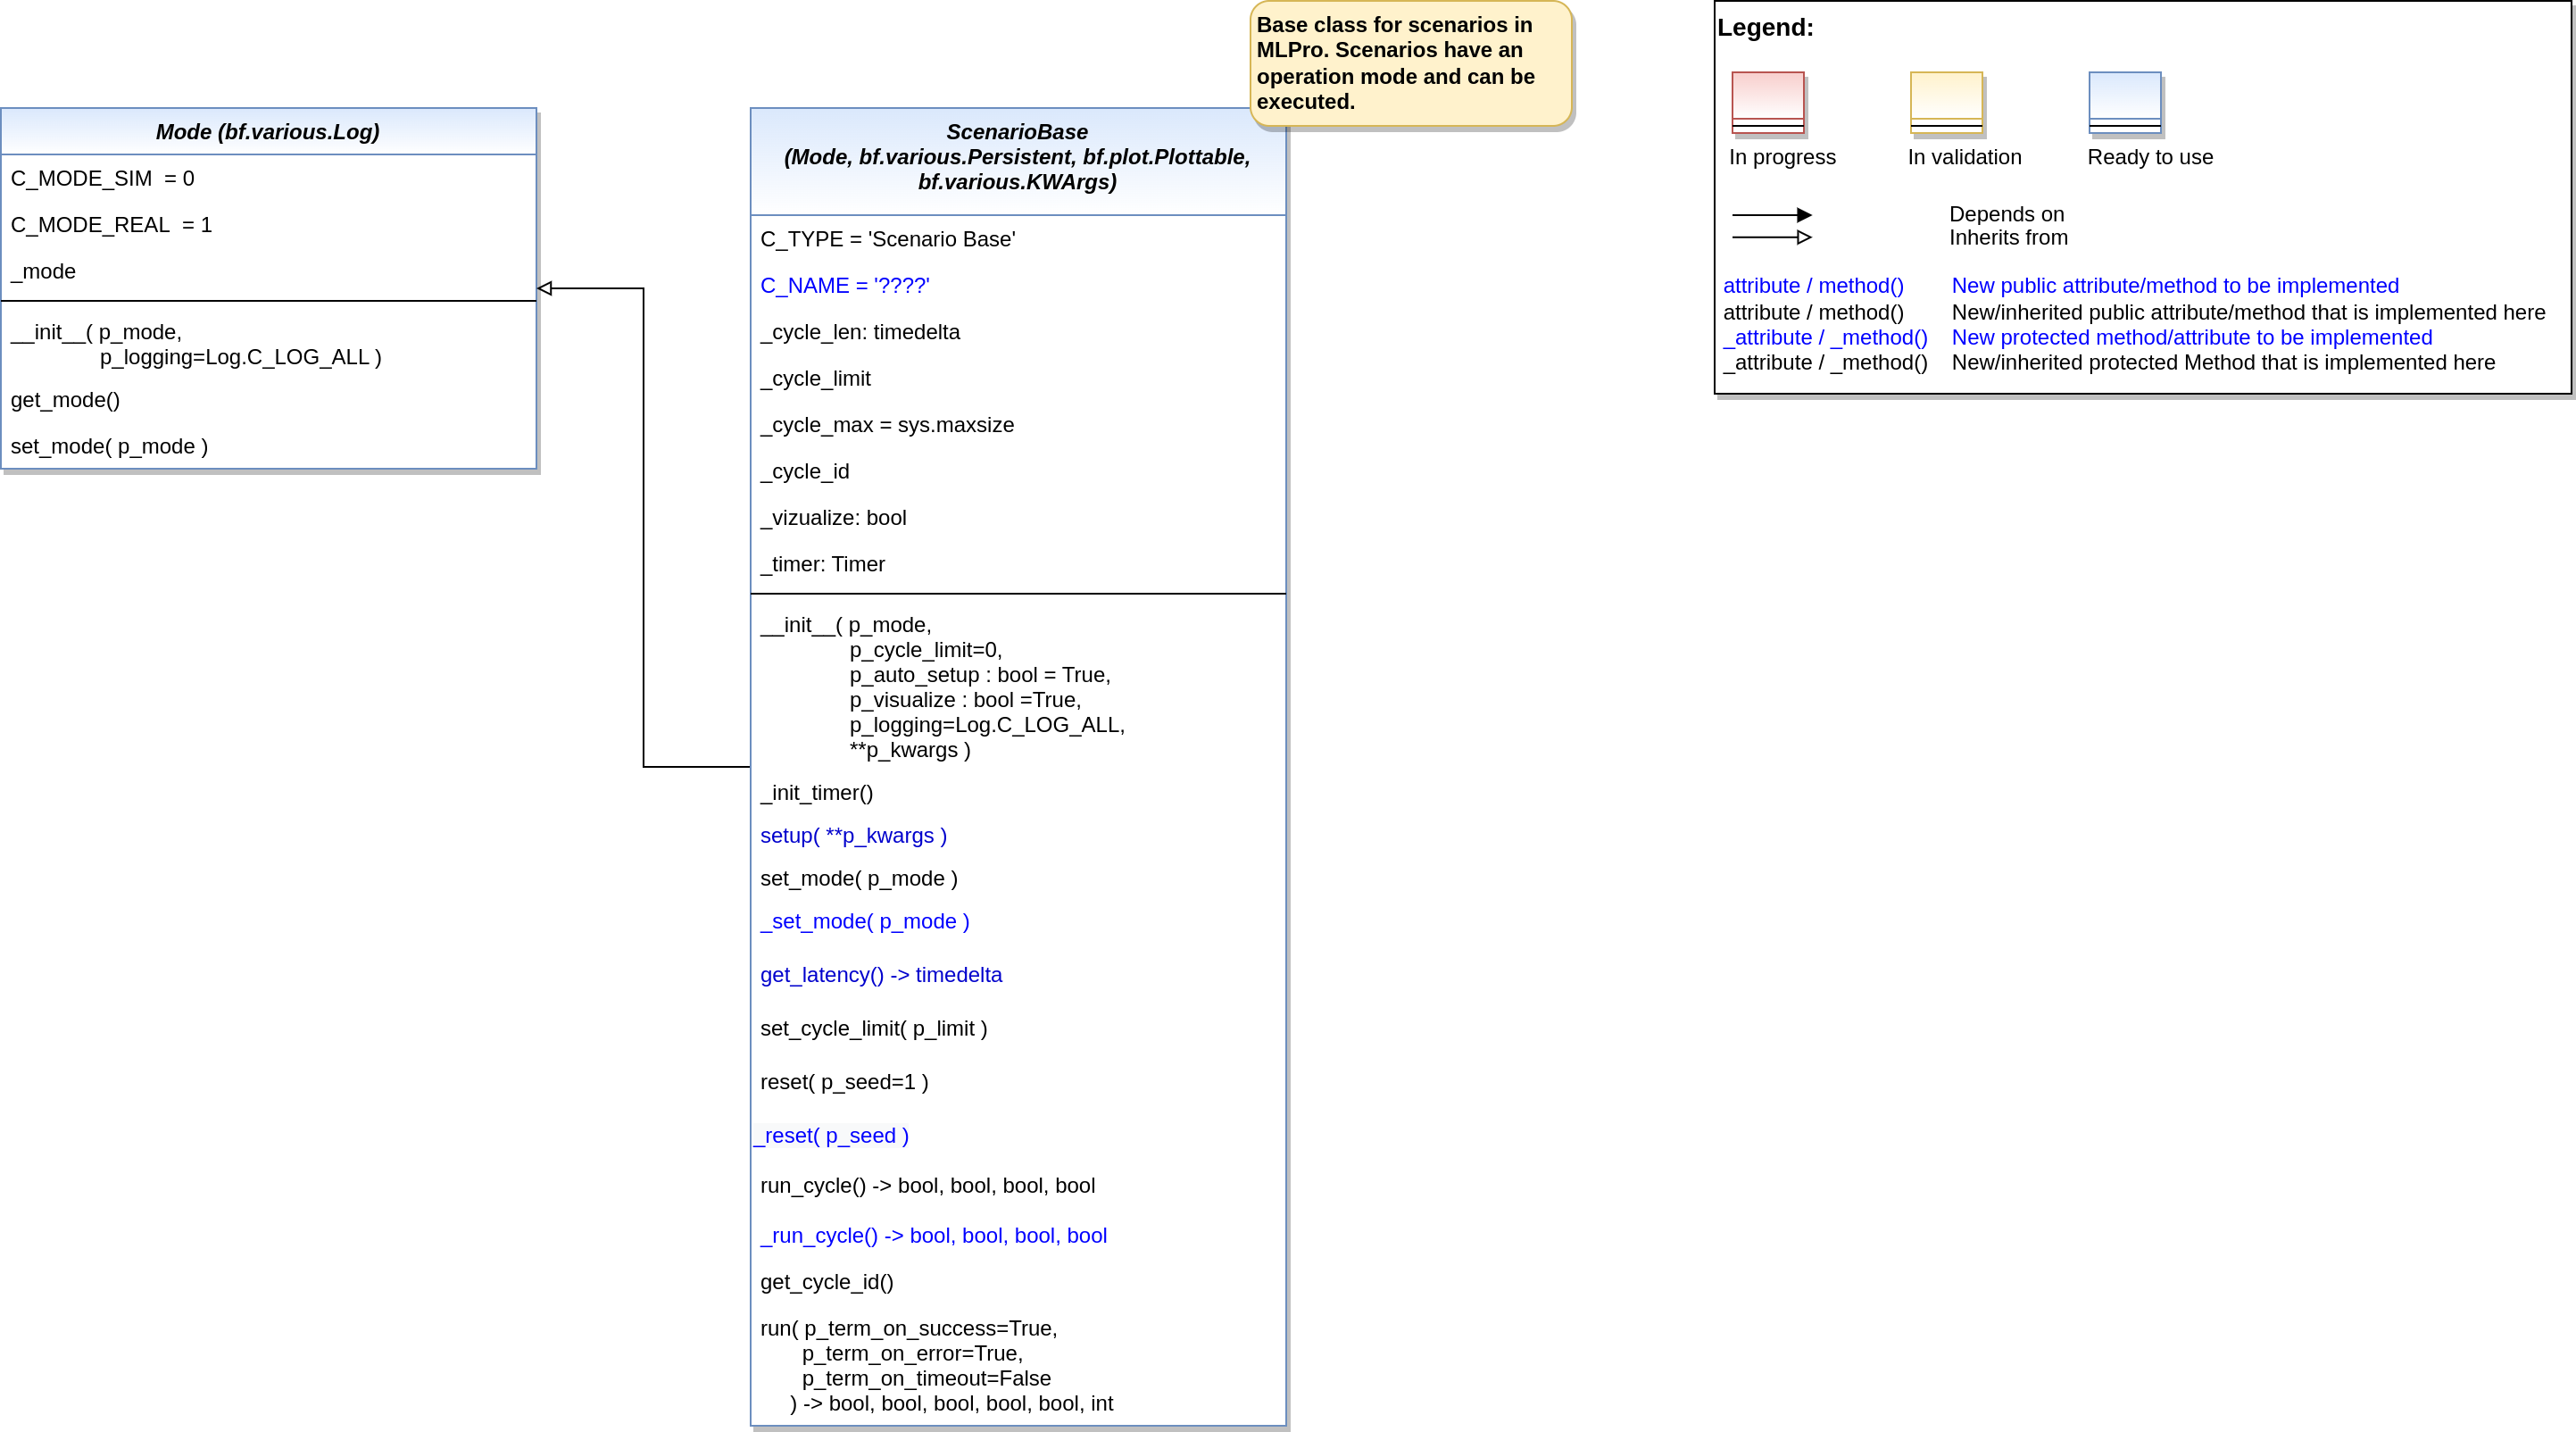 Mode (bf.various.Log)
C_MODE_SIM  = 0
C_MODE_REAL  = 1
_mode
__init__( p_mode,
p_logging=Log.C_LOG_ALL )
get_mode()
set_mode( p_mode )
Base class for scenarios in
MLPro. Scenarios have an
operation mode and can be
executed.
ScenarioBase
(Mode, bf.various.Persistent, bf.plot.Plottable,
bf.various.KWArgs)
C_TYPE = 'Scenario Base'
C_NAME = '????'
_cycle_len: timedelta
_cycle_limit
_cycle_max = sys.maxsize
_cycle_id
_vizualize: bool
_timer: Timer
__init__( p_mode,
p_cycle_limit=0,
p_auto_setup : bool = True,
p_visualize : bool =True,
p_logging=Log.C_LOG_ALL,
**p_kwargs )
_init_timer()
setup( **p_kwargs )
set_mode( p_mode )
_set_mode( p_mode )
get_latency() -> timedelta
set_cycle_limit( p_limit )
reset( p_seed=1 )
_reset( p_seed )
run_cycle() -> bool, bool, bool, bool
_run_cycle() -> bool, bool, bool, bool
get_cycle_id()
run( p_term_on_success=True,
p_term_on_error=True,
p_term_on_timeout=False
) -> bool, bool, bool, bool, bool, int
Legend:
In progress In validation Ready to use
Depends on
Inherits from
attribute / method() New public attribute/method to be implemented
attribute / method() New/inherited public attribute/method that is implemented here
_attribute / _method() New protected method/attribute to be implemented
_attribute / _method() New/inherited protected Method that is implemented here